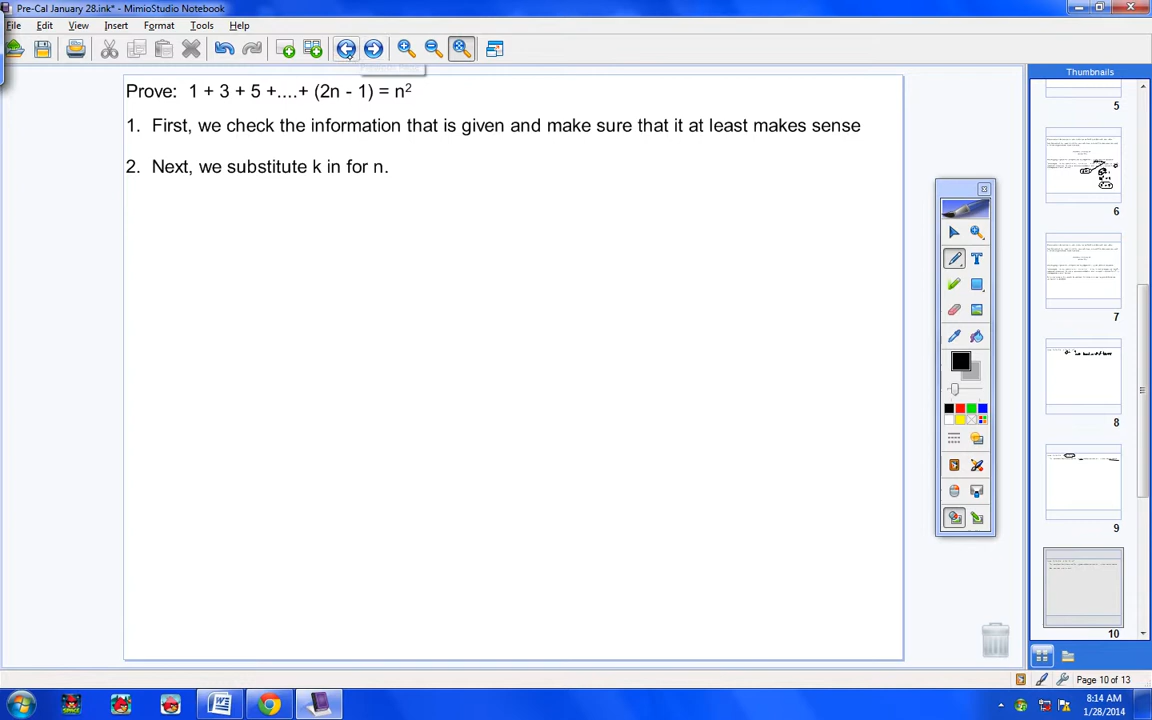 Pre-Cal January 28.ink* - MimioStudio Notebook
File Edit View Insert Format Tools Help
Thumbnails
Prove: 1 + 3 + 5 +....+ (2n - 1) = n²
1. First, we check the information that is given and make sure that it at least makes sense
2. Next, we substitute k in for n.
5
6
7
8
9
10
Page 10 of 13
8:14 AM
1/28/2014